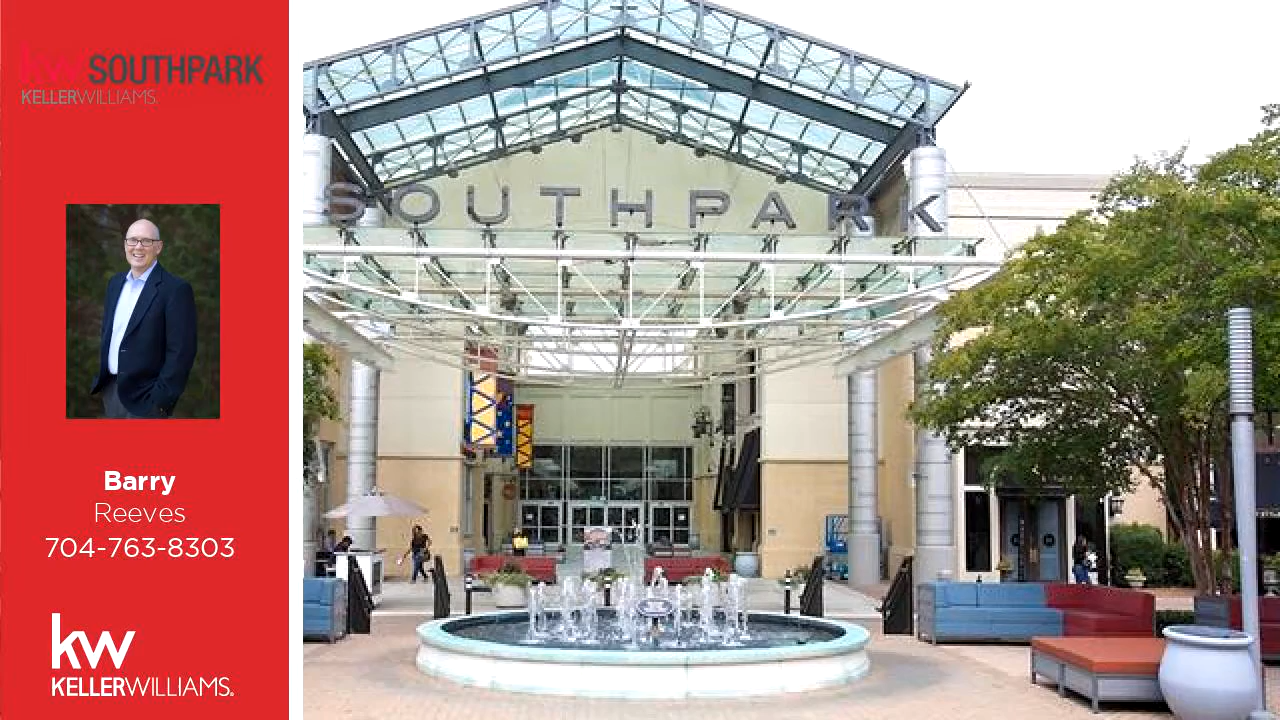 kw SOUTHPARK
KELLERWILLIAMS.
Barry
Reeves
704-763-8303
kw
KELLERWILLIAMS.
SOUTHPARK